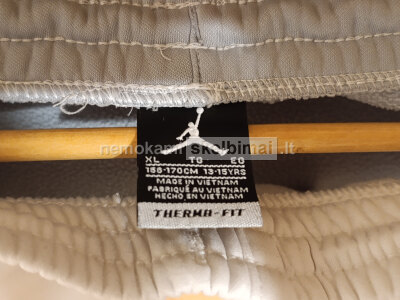 nemokami skelbimai.lt
XL TG EG
158-170CM 13-15YRS
MADE IN VIETNAM
FABRIQUÉ AU VIETNAM
HECHO EN VIETNAM
THERMA-FIT